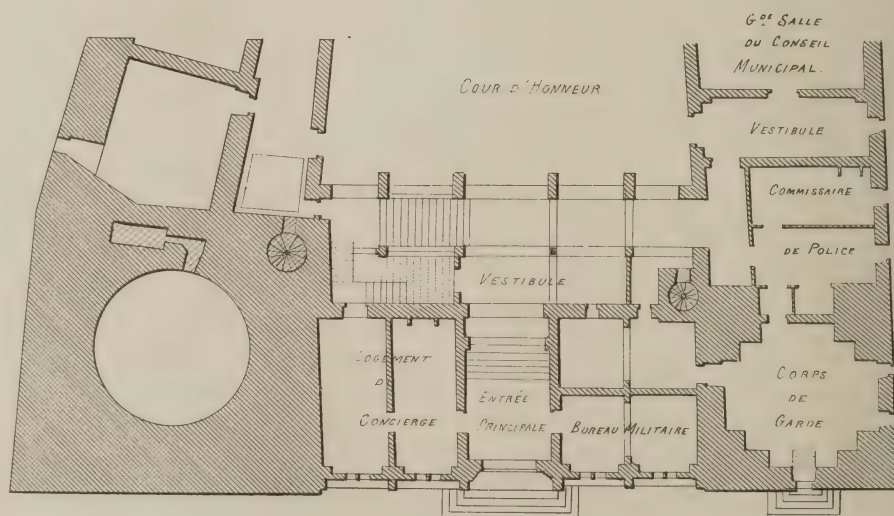 Gde. SALLE
DU CONSEIL
MUNICIPAL.
COUR D'HONNEUR
VESTIBULE
COMMISSAIRE
DE POLICE
VESTIBULE
LOGEMENT
D
CONCIERGE
ENTRÉE
PRINCIPALE
BUREAU MILITAIRE
CORPS
DE
GARDE